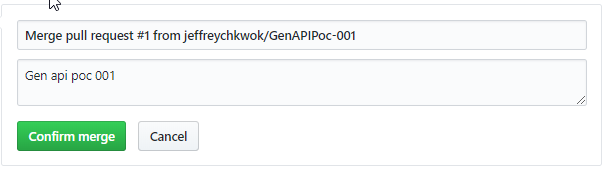 Merge pull request #1 from jeffreychkwok/GenAPIPoc-001
Gen api poc 001
Confirm merge
Cancel